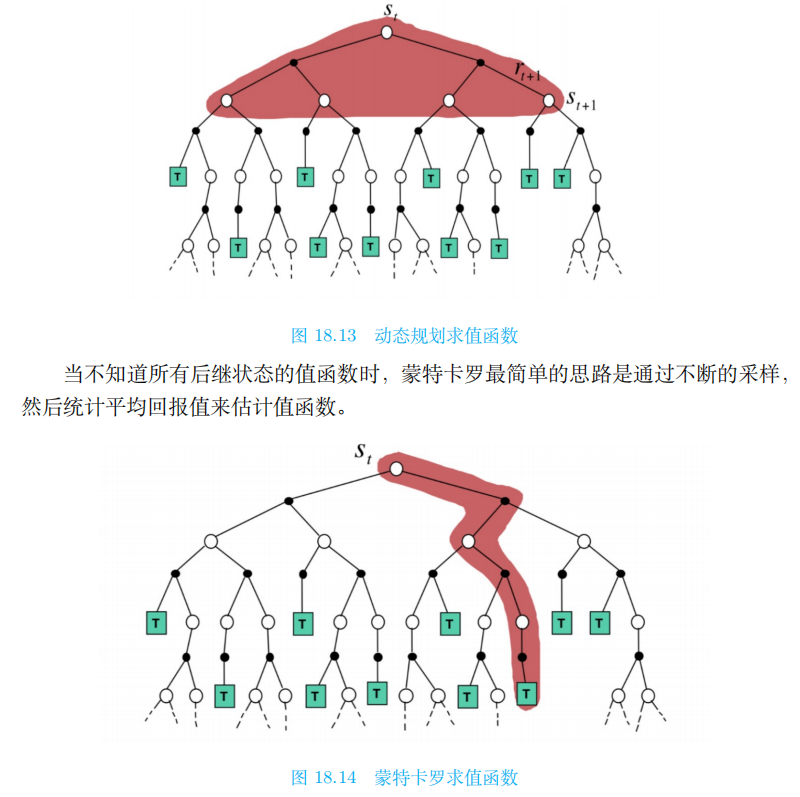 s_t
r_{t+1}
s_{t+1}
T T T T T
T T T T T
图 18.13 动态规划求值函数
当不知道所有后继状态的值函数时，蒙特卡罗最简单的思路是通过不断的采样，
然后统计平均回报值来估计值函数。
s_t
T T T T T
T T T T T
图 18.14 蒙特卡罗求值函数